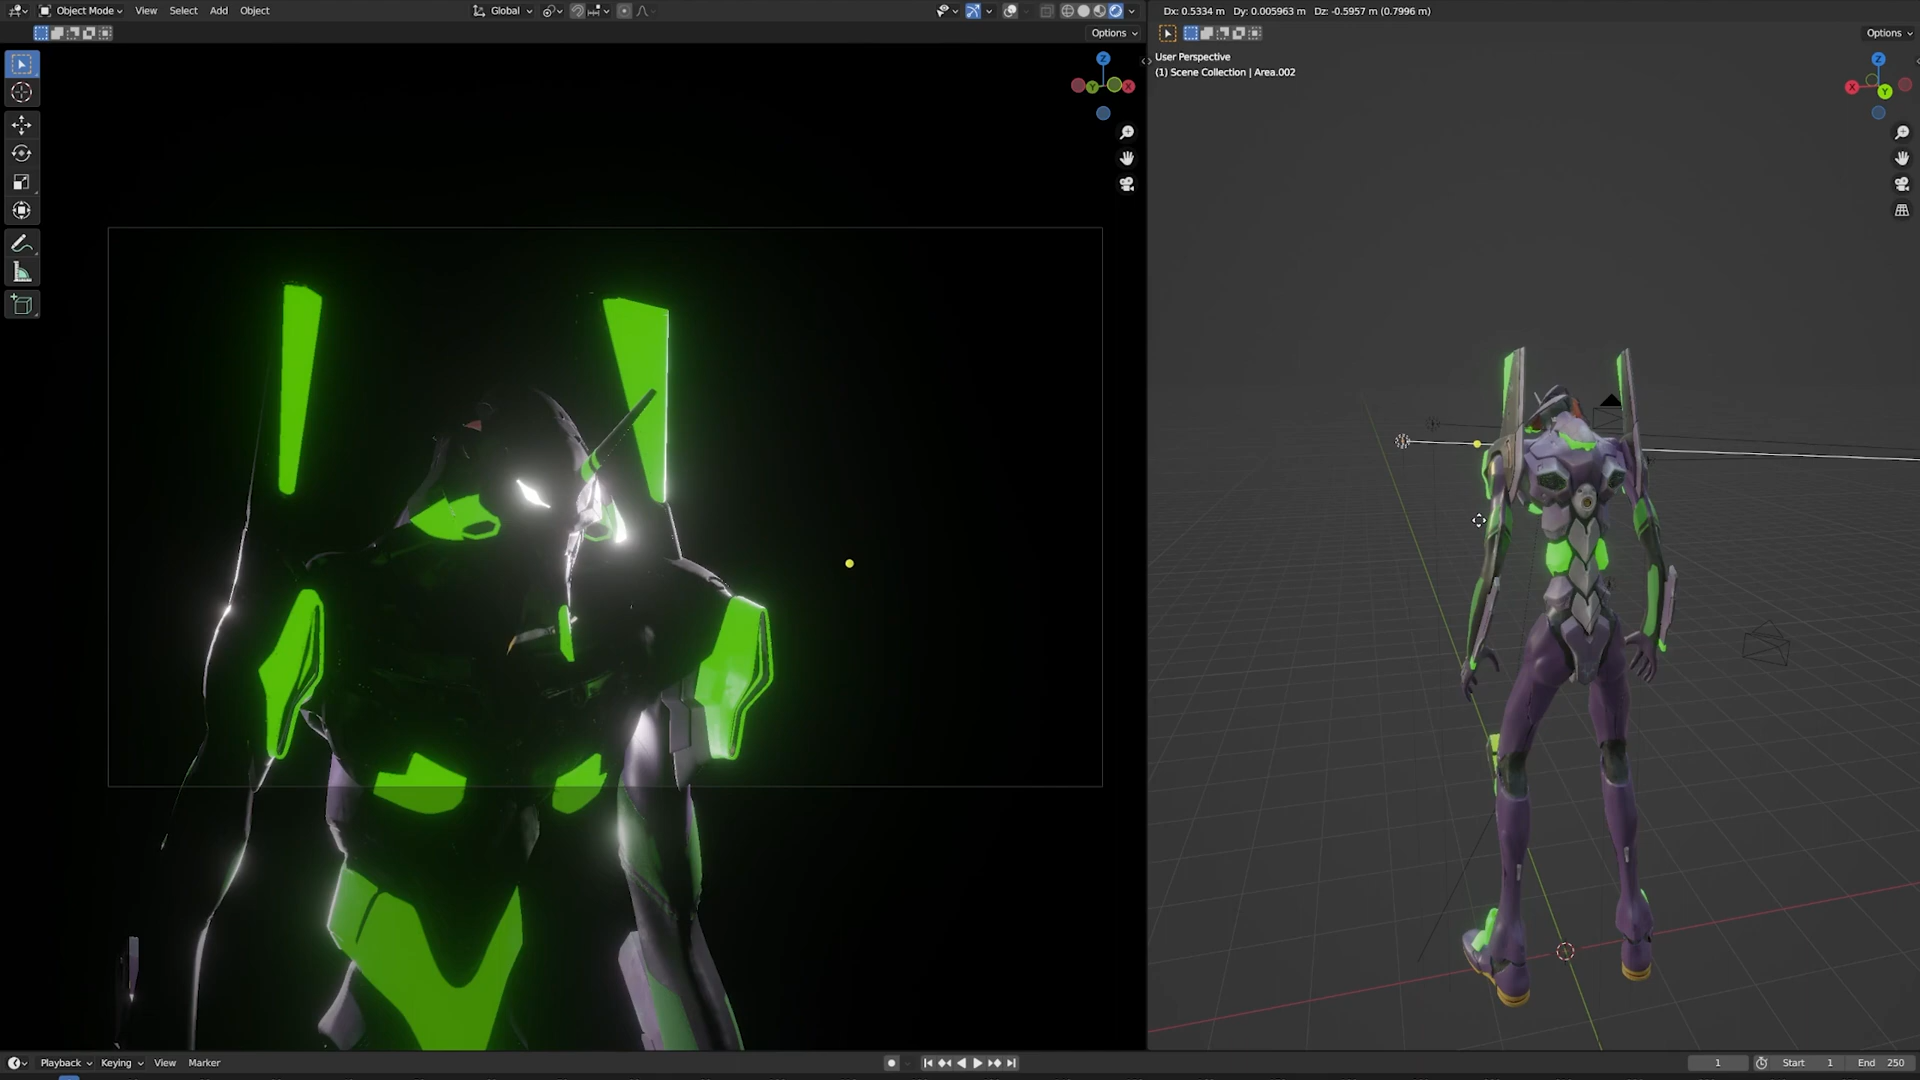 Object Mode View Select Add Object Global
Options
Z
Y X
Dx: 0.5334 m Dy: 0.005963 m Dz: -0.5957 m (0.7996 m)
Options
User Perspective
(1) Scene Collection | Area.002
Z
X Y
Playback Keying View Marker 1 Start 1 End 250